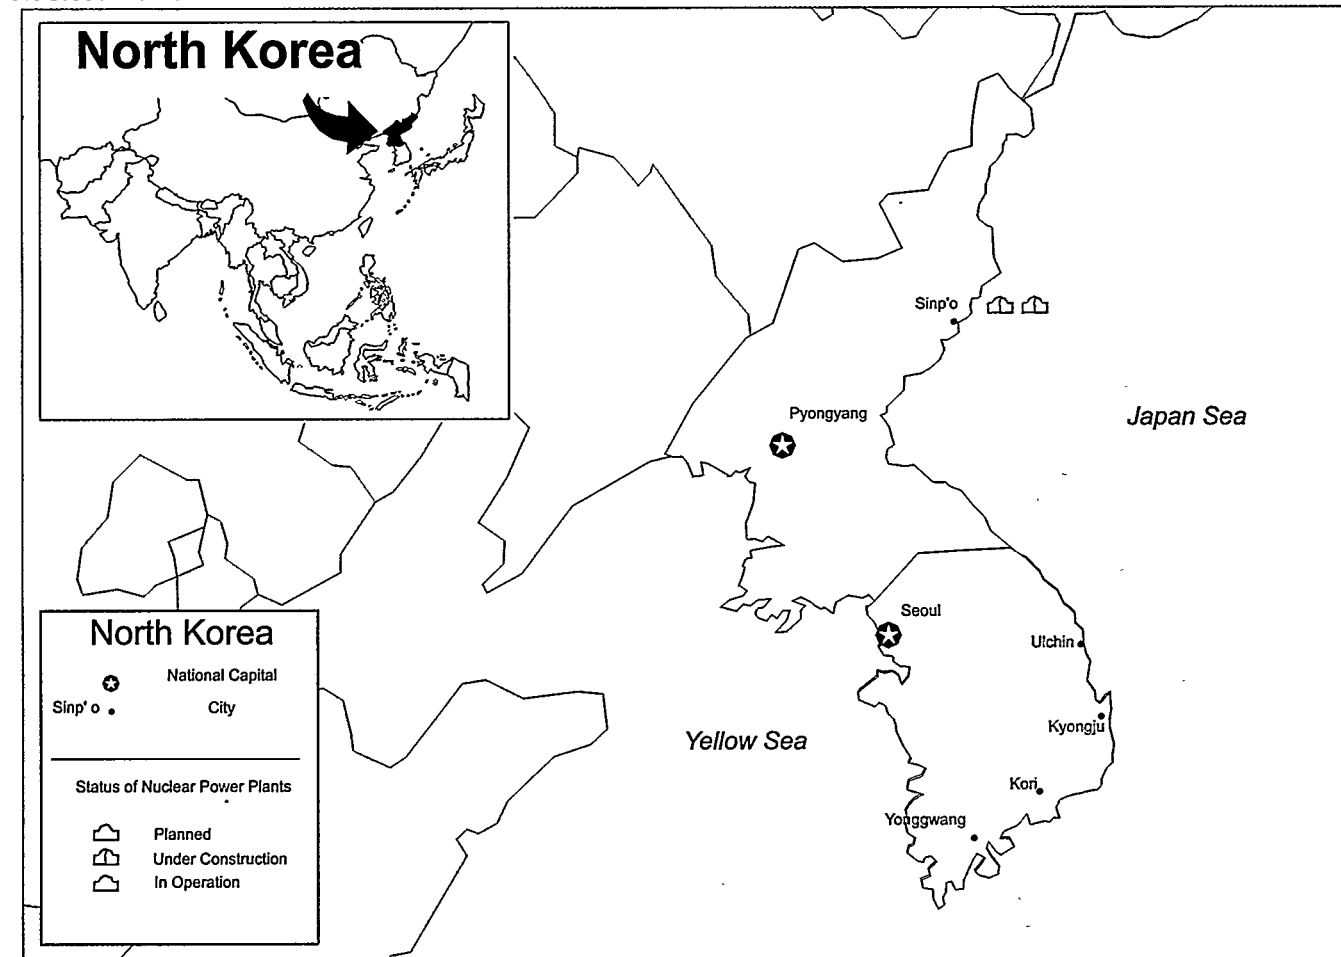 North Korea
Sinp'o
Pyongyang
Japan Sea
Seoul
Ulchin
Yellow Sea
Kyongju
Kori
Yonggwang
North Korea
National Capital
Sinp' o
City
Status of Nuclear Power Plants
Planned
Under Construction
In Operation